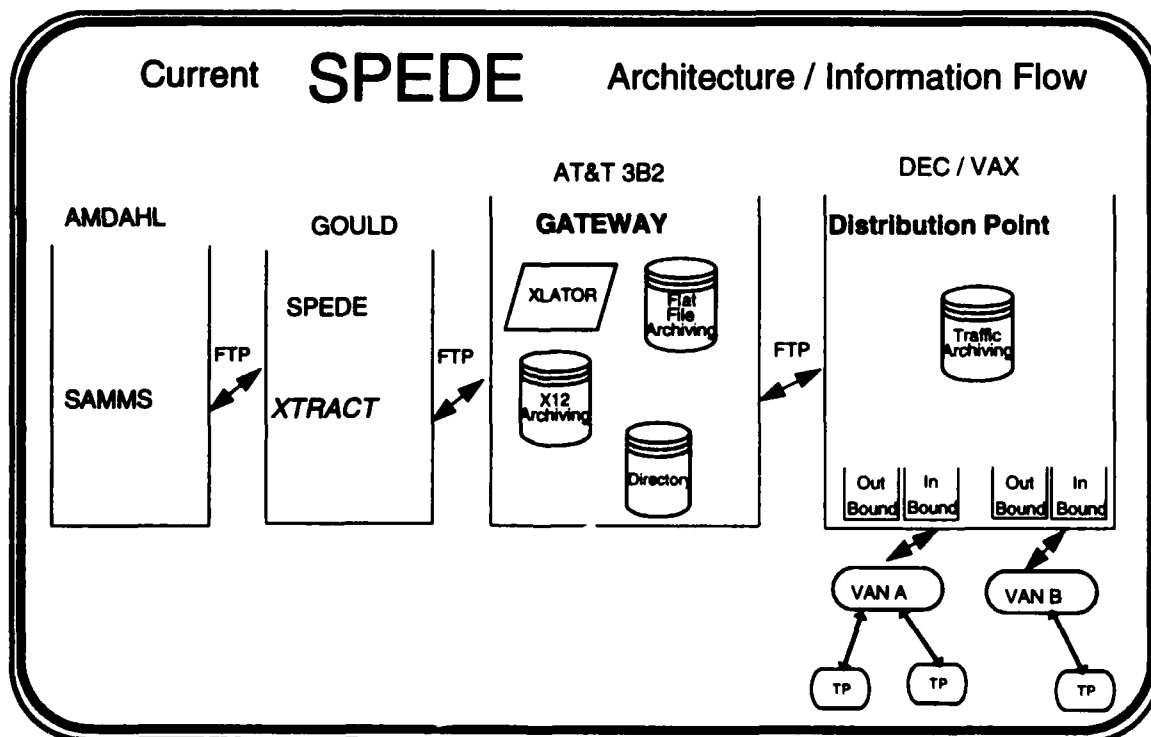 Current SPEDE Architecture / Information Flow
AMDAHL
SAMMS
FTP
GOULD
SPEDE
XTRACT
FTP
AT&T 3B2
GATEWAY
XLATOR
Flat
File
Archiving
X12
Archiving
Directory
FTP
DEC / VAX
Distribution Point
Traffic
Archiving
Out
Bound
In
Bound
Out
Bound
In
Bound
VAN A
VAN B
TP
TP
TP